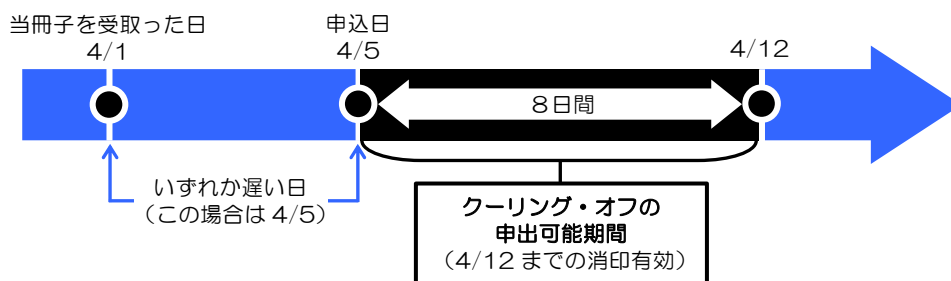 当冊子を受取った日
4/1
申込日
4/5
4/12
8日間
いずれか遅い日
（この場合は 4/5）
クーリング・オフの
申出可能期間
（4/12 までの消印有効）